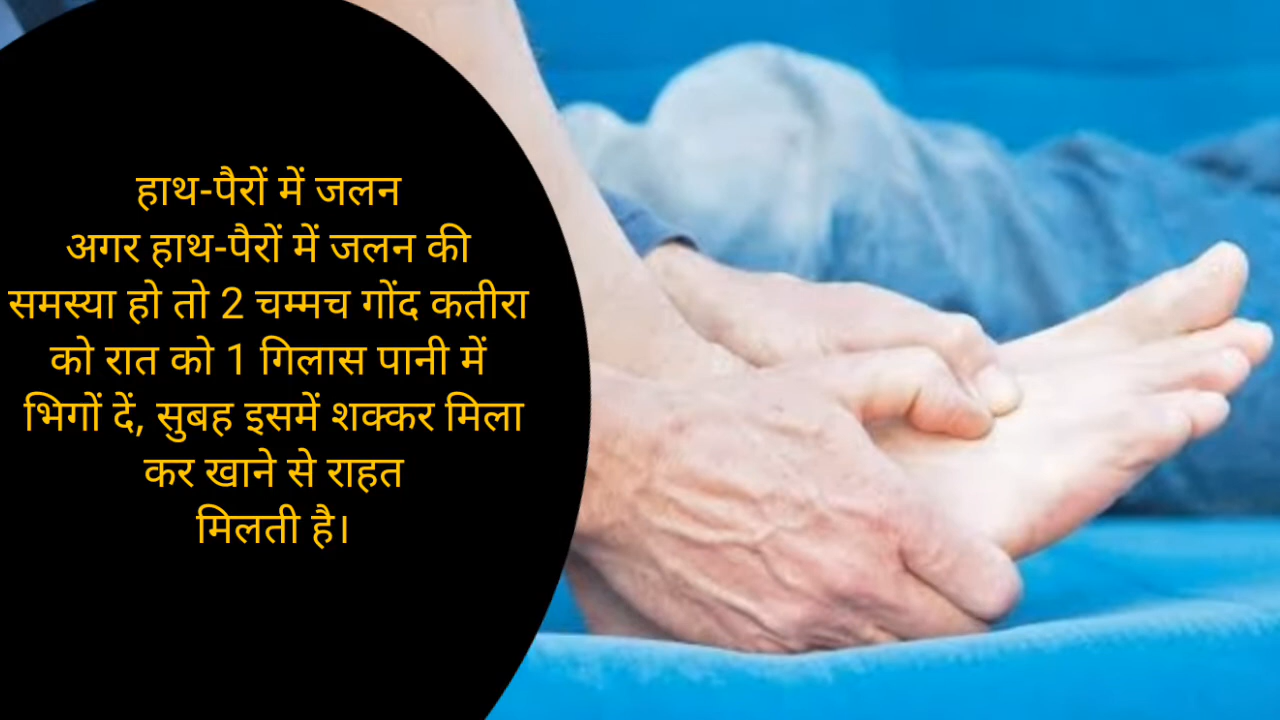 हाथ-पैरों में जलन
अगर हाथ-पैरों में जलन की
समस्या हो तो 2 चम्मच गोंद कतीरा
को रात को 1 गिलास पानी में
भिगों दें, सुबह इसमें शक्कर मिला
कर खाने से राहत
मिलती है।